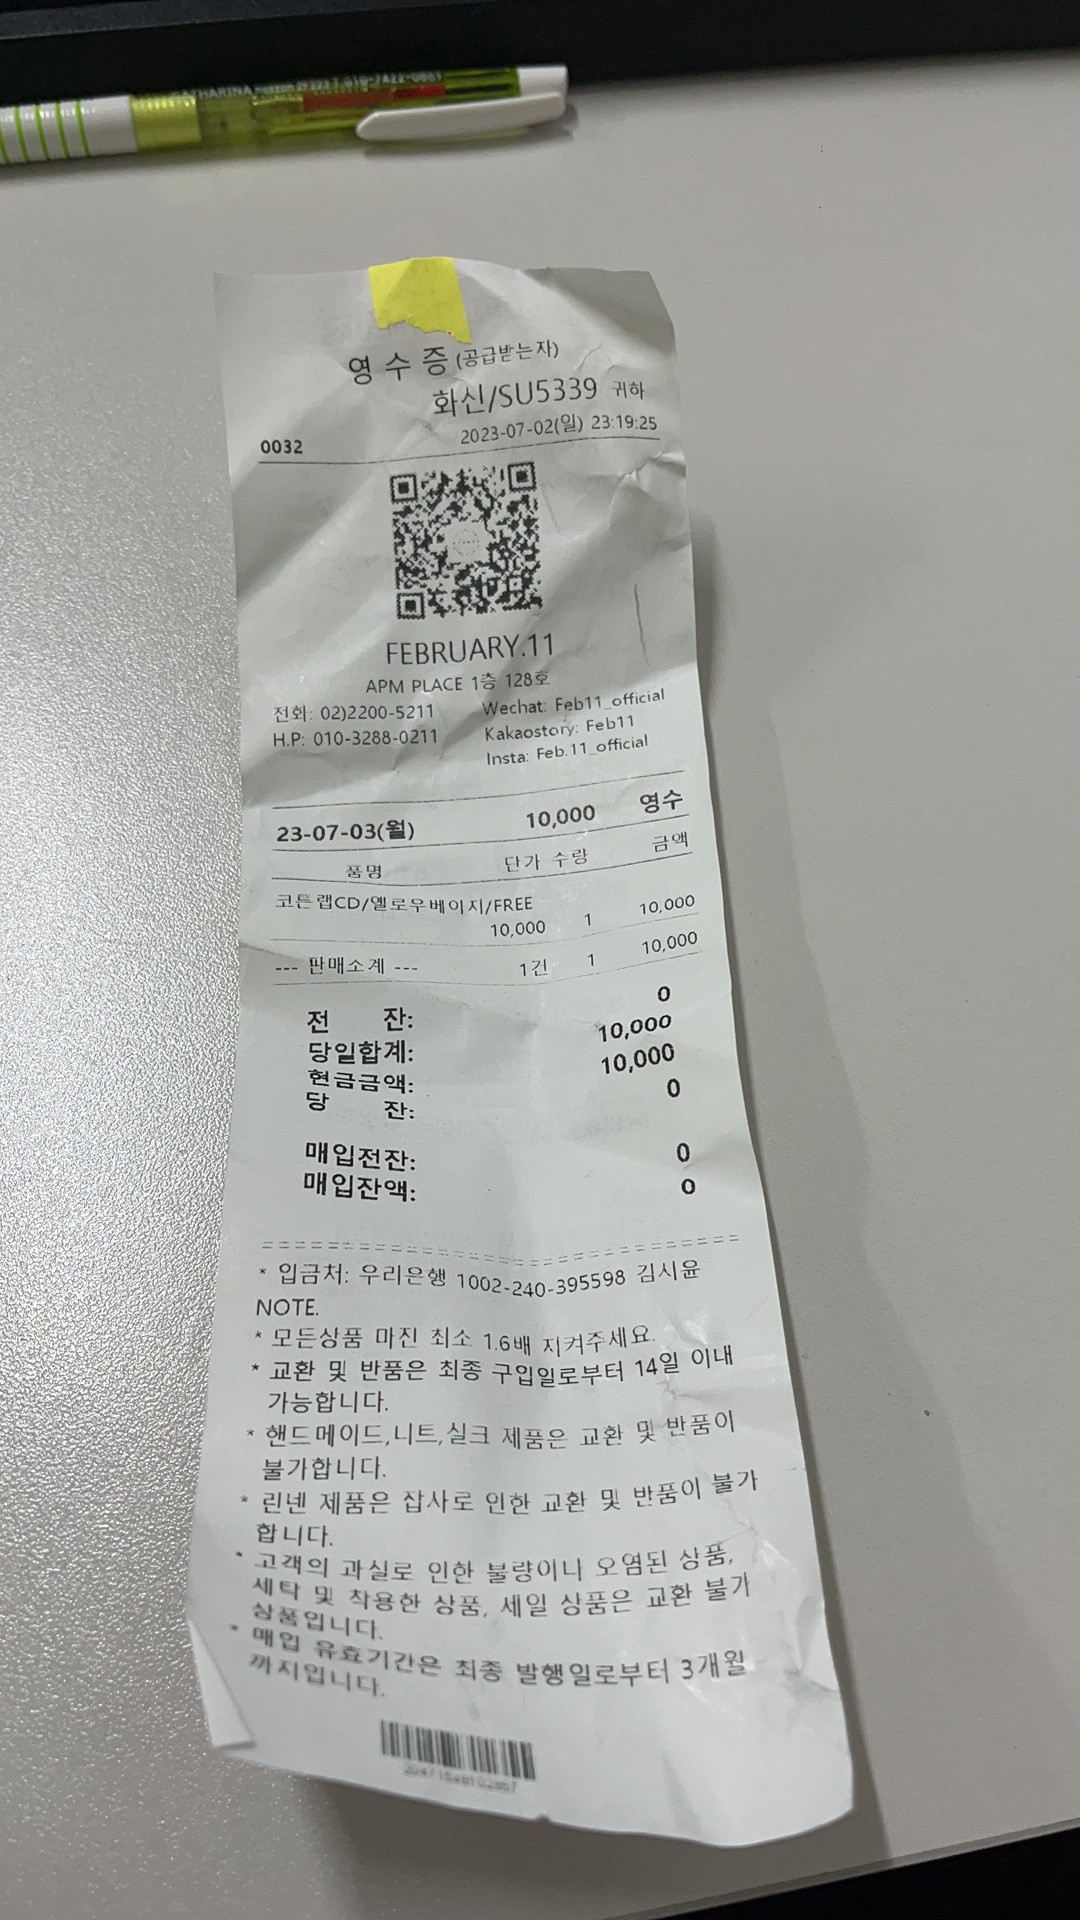 영 수 증 (공급받는자)
화신/SU5339 귀하
0032 2023-07-02(일) 23:19:25
FEBRUARY.11
APM PLACE 1층 128호
전화: 02)2200-5211 Wechat: Feb11_official
H.P: 010-3288-0211 Kakaostory: Feb11
Insta: Feb.11_official
23-07-03(월) 10,000 영수
품명 단가 수량 금액
코튼랩CD/옐로우베이지/FREE
10,000 1 10,000
--- 판매소계 --- 1건 1 10,000
전 잔: 0
당일합계: 10,000
현금금액: 10,000
당 잔: 0
매입전잔: 0
매입잔액: 0
* 입금처: 우리은행 1002-240-395598 김시윤
NOTE.
* 모든상품 마진 최소 1.6배 지켜주세요.
* 교환 및 반품은 최종 구입일로부터 14일 이내
가능합니다.
* 핸드메이드,니트,실크 제품은 교환 및 반품이
불가합니다.
* 린넨 제품은 잡사로 인한 교환 및 반품이 불가
합니다.
* 고객의 과실로 인한 불량이나 오염된 상품,
세탁 및 착용한 상품, 세일 상품은 교환 불가
상품입니다.
* 매입 유효기간은 최종 발행일로부터 3개월
까지입니다.